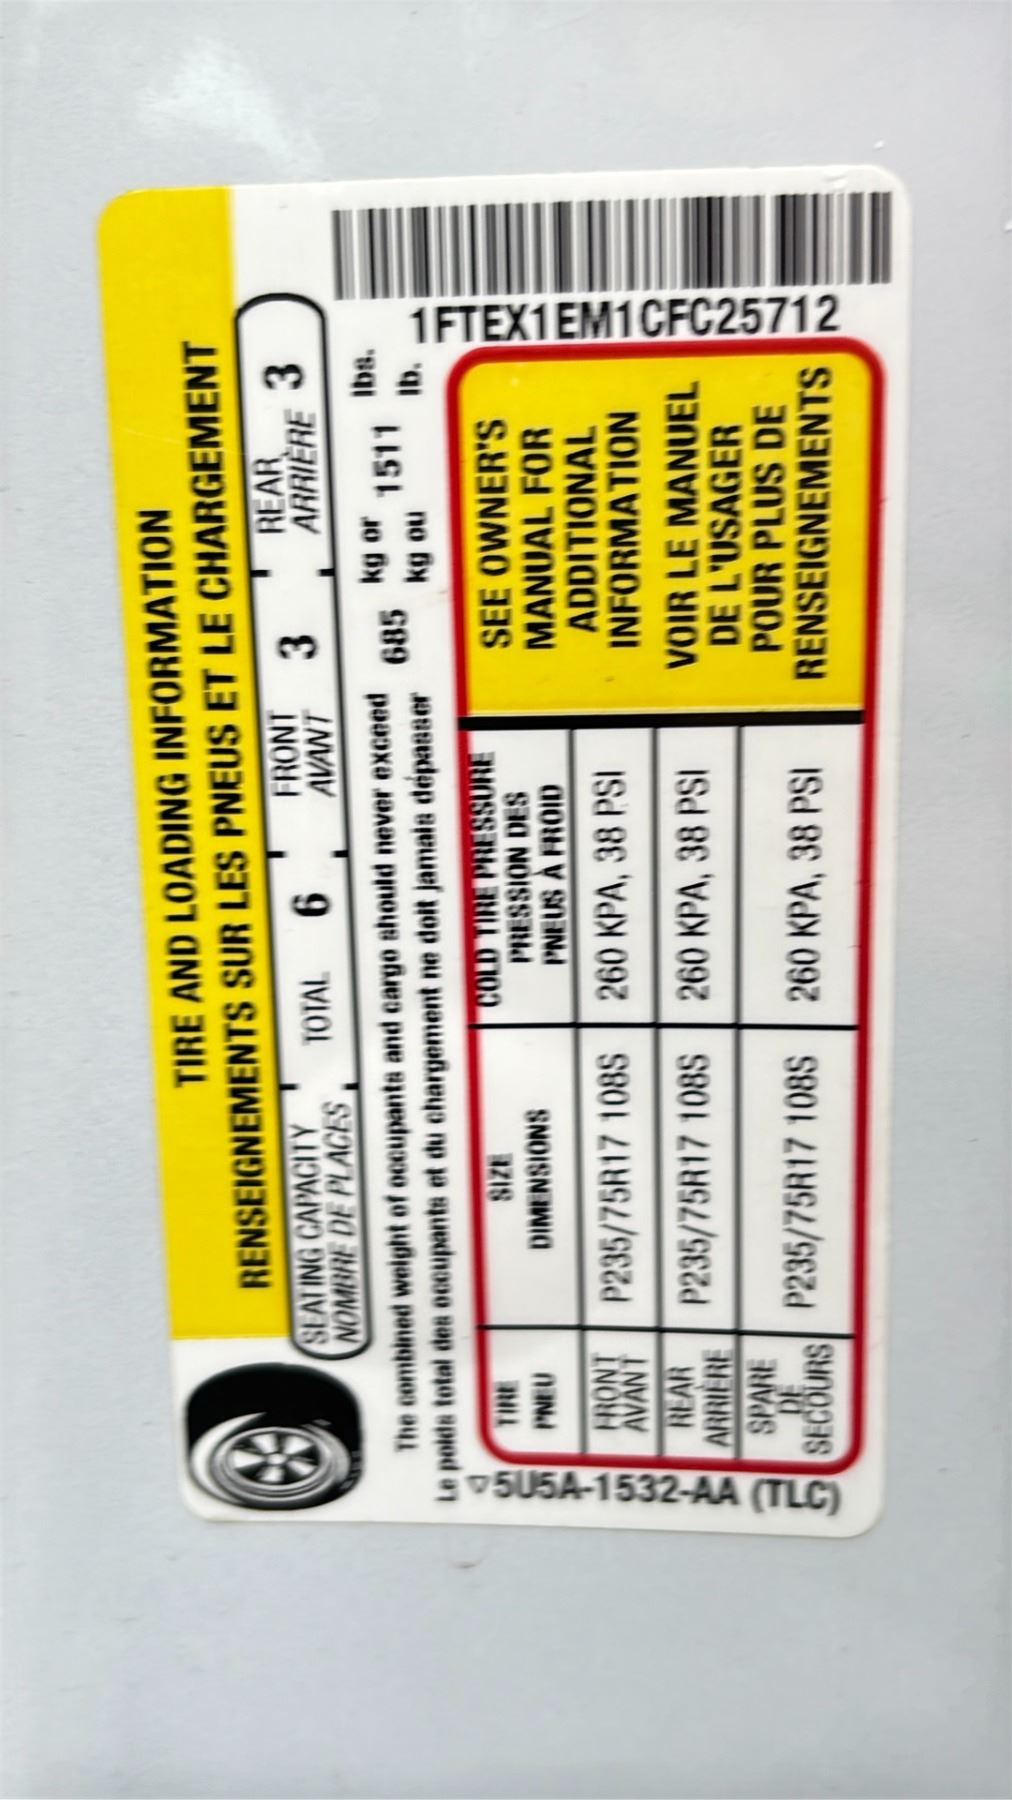 TIRE AND LOADING INFORMATION
RENSEIGNEMENTS SUR LES PNEUS ET LE CHARGEMENT
SEATING CAPACITY TOTAL 6 FRONT 3 REAR 3
NOMBRE DE PLACES AVANT ARRIÈRE
The combined weight of occupants and cargo should never exceed 685 kg or 1511 lbs.
Le poids total des occupants et du chargement ne doit jamais dépasser kg ou lb.
TIRE SIZE COLD TIRE PRESSURE
PNEU DIMENSIONS PRESSION DES
PNEUS À FROID
FRONT P235/75R17 108S 260 KPA, 38 PSI
AVANT
REAR P235/75R17 108S 260 KPA, 38 PSI
ARRIÈRE
SPARE P235/75R17 108S 260 KPA, 38 PSI
DE
SECOURS
SEE OWNER'S
MANUAL FOR
ADDITIONAL
INFORMATION
VOIR LE MANUEL
DE L'USAGER
POUR PLUS DE
RENSEIGNEMENTS
▽5U5A-1532-AA (TLC)
1FTEX1EM1CFC25712